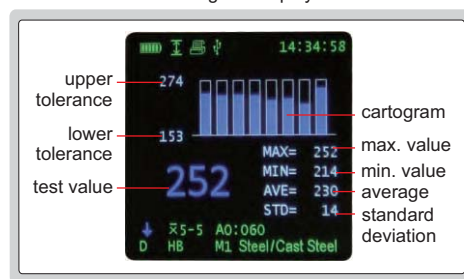 14:34:58
upper tolerance
274
cartogram
lower tolerance
153
MAX= 252
max. value
test value
252
MIN= 214
min. value
AVE= 230
average
STD= 14
standard deviation
x̅5-5 A0:060
D HB M1 Steel/Cast Steel